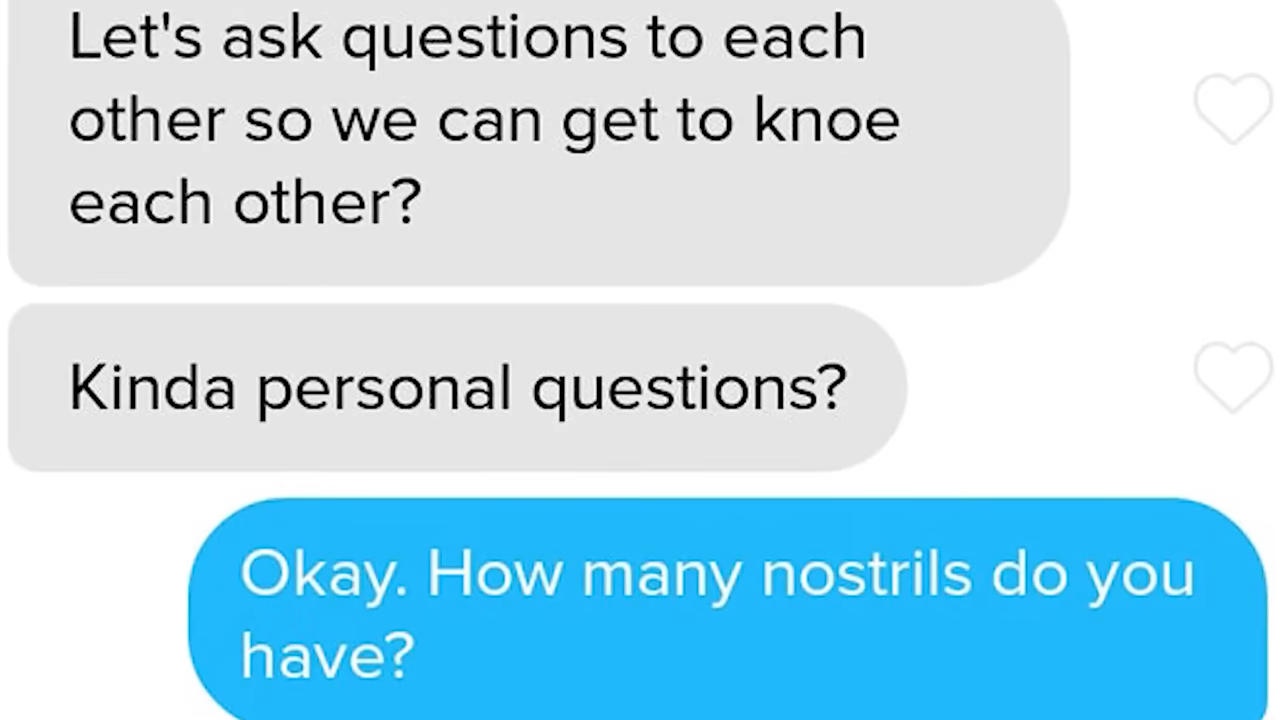 Let's ask questions to each
other so we can get to knoe
each other?
Kinda personal questions?
Okay. How many nostrils do you
have?